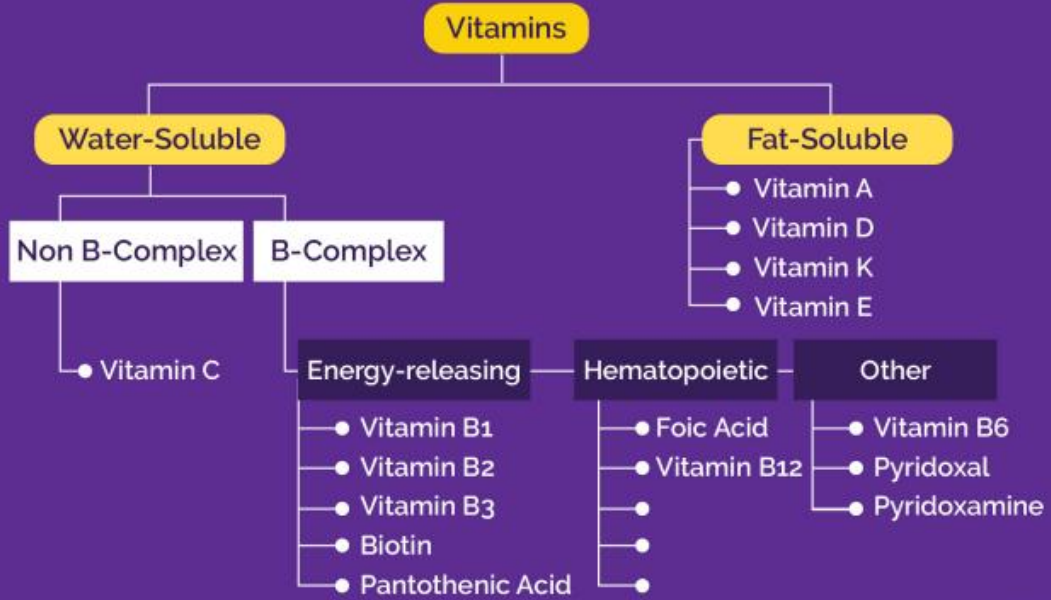 Vitamins
Water-Soluble
Fat-Soluble
Vitamin A
Vitamin D
Vitamin K
Vitamin E
Non B-Complex
B-Complex
Vitamin C
Energy-releasing
Hematopoietic
Other
Vitamin B1
Vitamin B2
Vitamin B3
Biotin
Pantothenic Acid
Foic Acid
Vitamin B12
Vitamin B6
Pyridoxal
Pyridoxamine